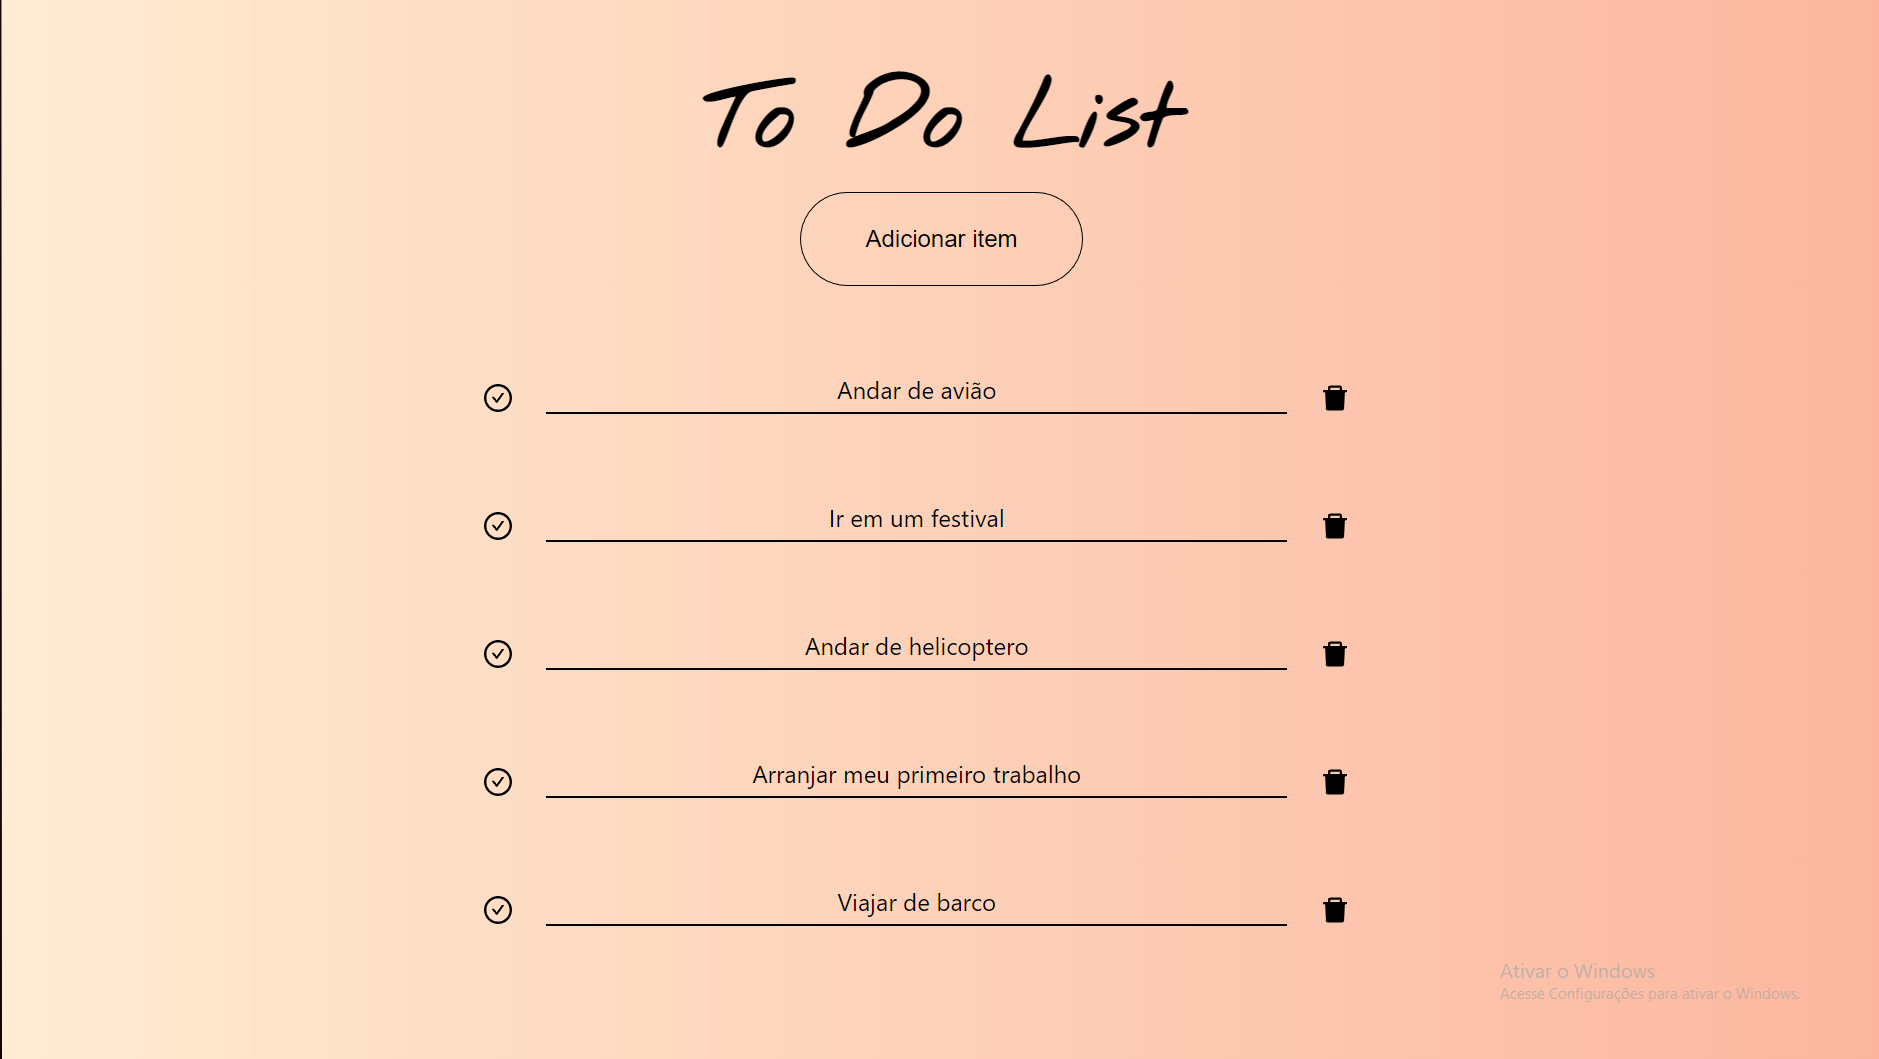 To Do List
Adicionar item
Andar de avião
Ir em um festival
Andar de helicoptero
Arranjar meu primeiro trabalho
Viajar de barco
Ativar o Windows
Acesse Configurações para ativar o Windows.